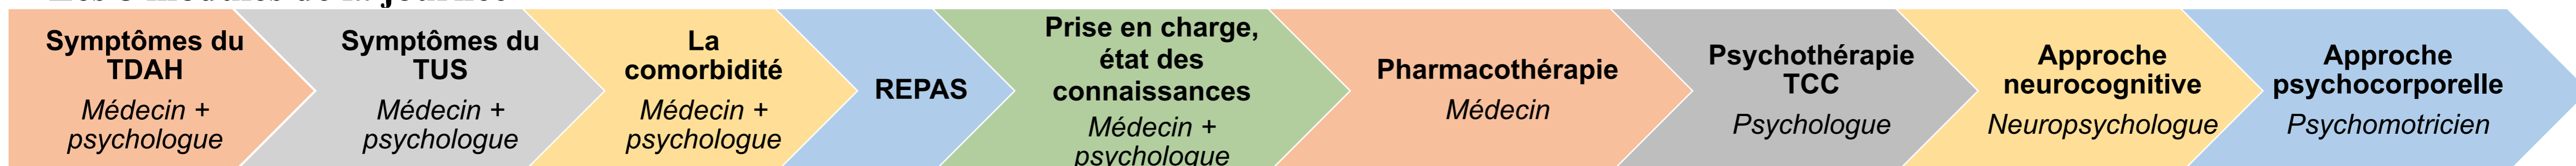 Symptômes du
TDAH
Médecin +
psychologue
Symptômes du
TUS
Médecin +
psychologue
La
comorbidité
Médecin +
psychologue
REPAS
Prise en charge,
état des
connaissances
Médecin +
psychologue
Pharmacothérapie
Médecin
Psychothérapie
TCC
Psychologue
Approche
neurocognitive
Neuropsychologue
Approche
psychocorporelle
Psychomotricien